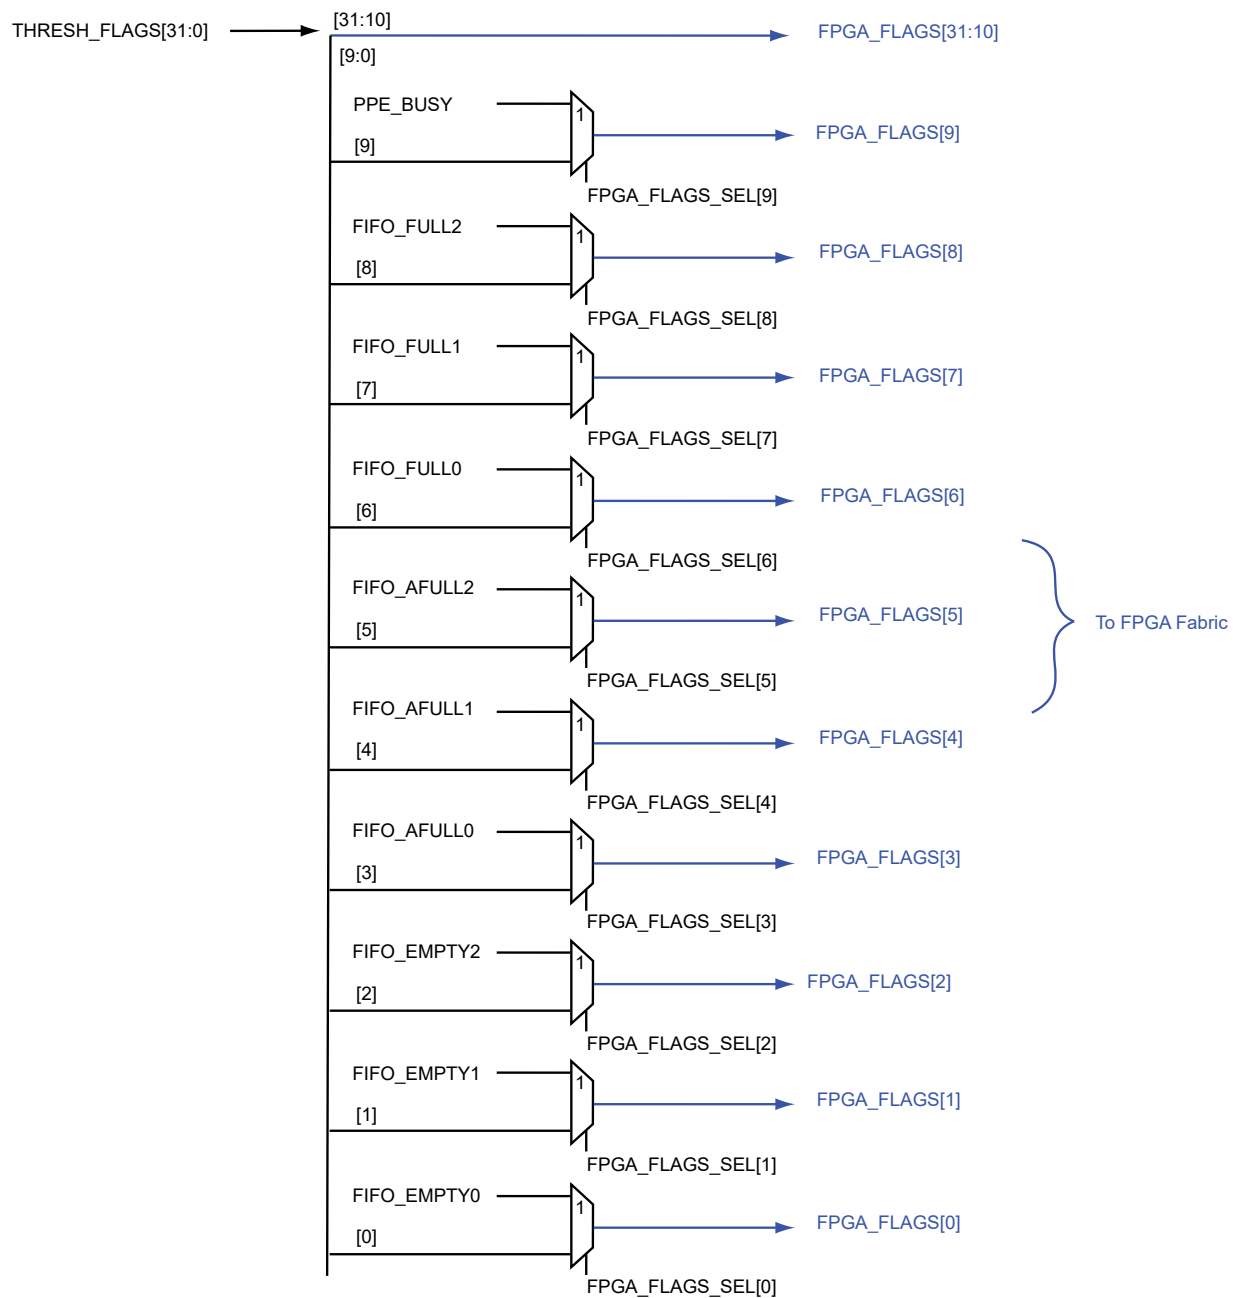 [31:10]
THRESH_FLAGS[31:0]
FPGA_FLAGS[31:10]
[9:0]
PPE_BUSY
1
FPGA_FLAGS[9]
[9]
FPGA_FLAGS_SEL[9]
FIFO_FULL2
1
FPGA_FLAGS[8]
[8]
FPGA_FLAGS_SEL[8]
FIFO_FULL1
1
FPGA_FLAGS[7]
[7]
FPGA_FLAGS_SEL[7]
FIFO_FULL0
1
FPGA_FLAGS[6]
[6]
FPGA_FLAGS_SEL[6]
FIFO_AFULL2
1
FPGA_FLAGS[5]
To FPGA Fabric
[5]
FPGA_FLAGS_SEL[5]
FIFO_AFULL1
1
FPGA_FLAGS[4]
[4]
FPGA_FLAGS_SEL[4]
FIFO_AFULL0
1
FPGA_FLAGS[3]
[3]
FPGA_FLAGS_SEL[3]
FIFO_EMPTY2
1
FPGA_FLAGS[2]
[2]
FPGA_FLAGS_SEL[2]
FIFO_EMPTY1
1
FPGA_FLAGS[1]
[1]
FPGA_FLAGS_SEL[1]
FIFO_EMPTY0
1
FPGA_FLAGS[0]
[0]
FPGA_FLAGS_SEL[0]